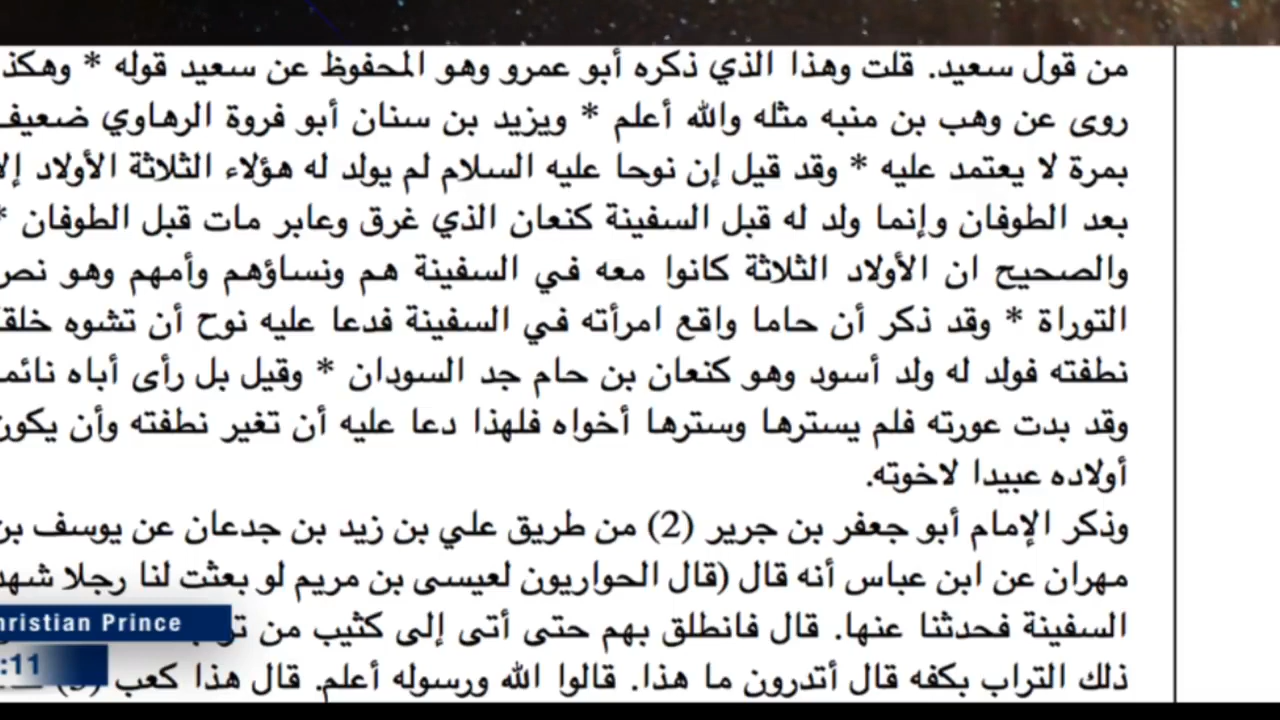 من قول سعيد. قلت وهذا الذي ذكره أبو عمرو وهو المحفوظ عن سعيد قوله * وهكذ
روى عن وهب بن منبه مثله والله أعلم * ويزيد بن سنان أبو فروة الرهاوي ضعيف
بمرة لا يعتمد عليه * وقد قيل إن نوحا عليه السلام لم يولد له هؤلاء الثلاثة الأولاد إلا
بعد الطوفان وإنما ولد له قبل السفينة كنعان الذي غرق وعابر مات قبل الطوفان *
والصحيح ان الأولاد الثلاثة كانوا معه في السفينة هم ونساؤهم وأمهم وهو نص
التوراة * وقد ذكر أن حاما واقع امرأته في السفينة فدعا عليه نوح أن تشوه خلقة
نطفته فولد له ولد أسود وهو كنعان بن حام جد السودان * وقيل بل رأى أباه نائما
وقد بدت عورته فلم يسترها وسترها أخواه فلهذا دعا عليه أن تغير نطفته وأن يكون
أولاده عبيدا لاخوته.
وذكر الإمام أبو جعفر بن جرير (2) من طريق علي بن زيد بن جدعان عن يوسف بن
مهران عن ابن عباس أنه قال (قال الحواريون لعيسى بن مريم لو بعثت لنا رجلا شهد
السفينة فحدثنا عنها. قال فانطلق بهم حتى أتى إلى كثيب من
ذلك التراب بكفه قال أتدرون ما هذا. قالوا الله ورسوله أعلم. قال هذا كعب
hristian Prince
:11